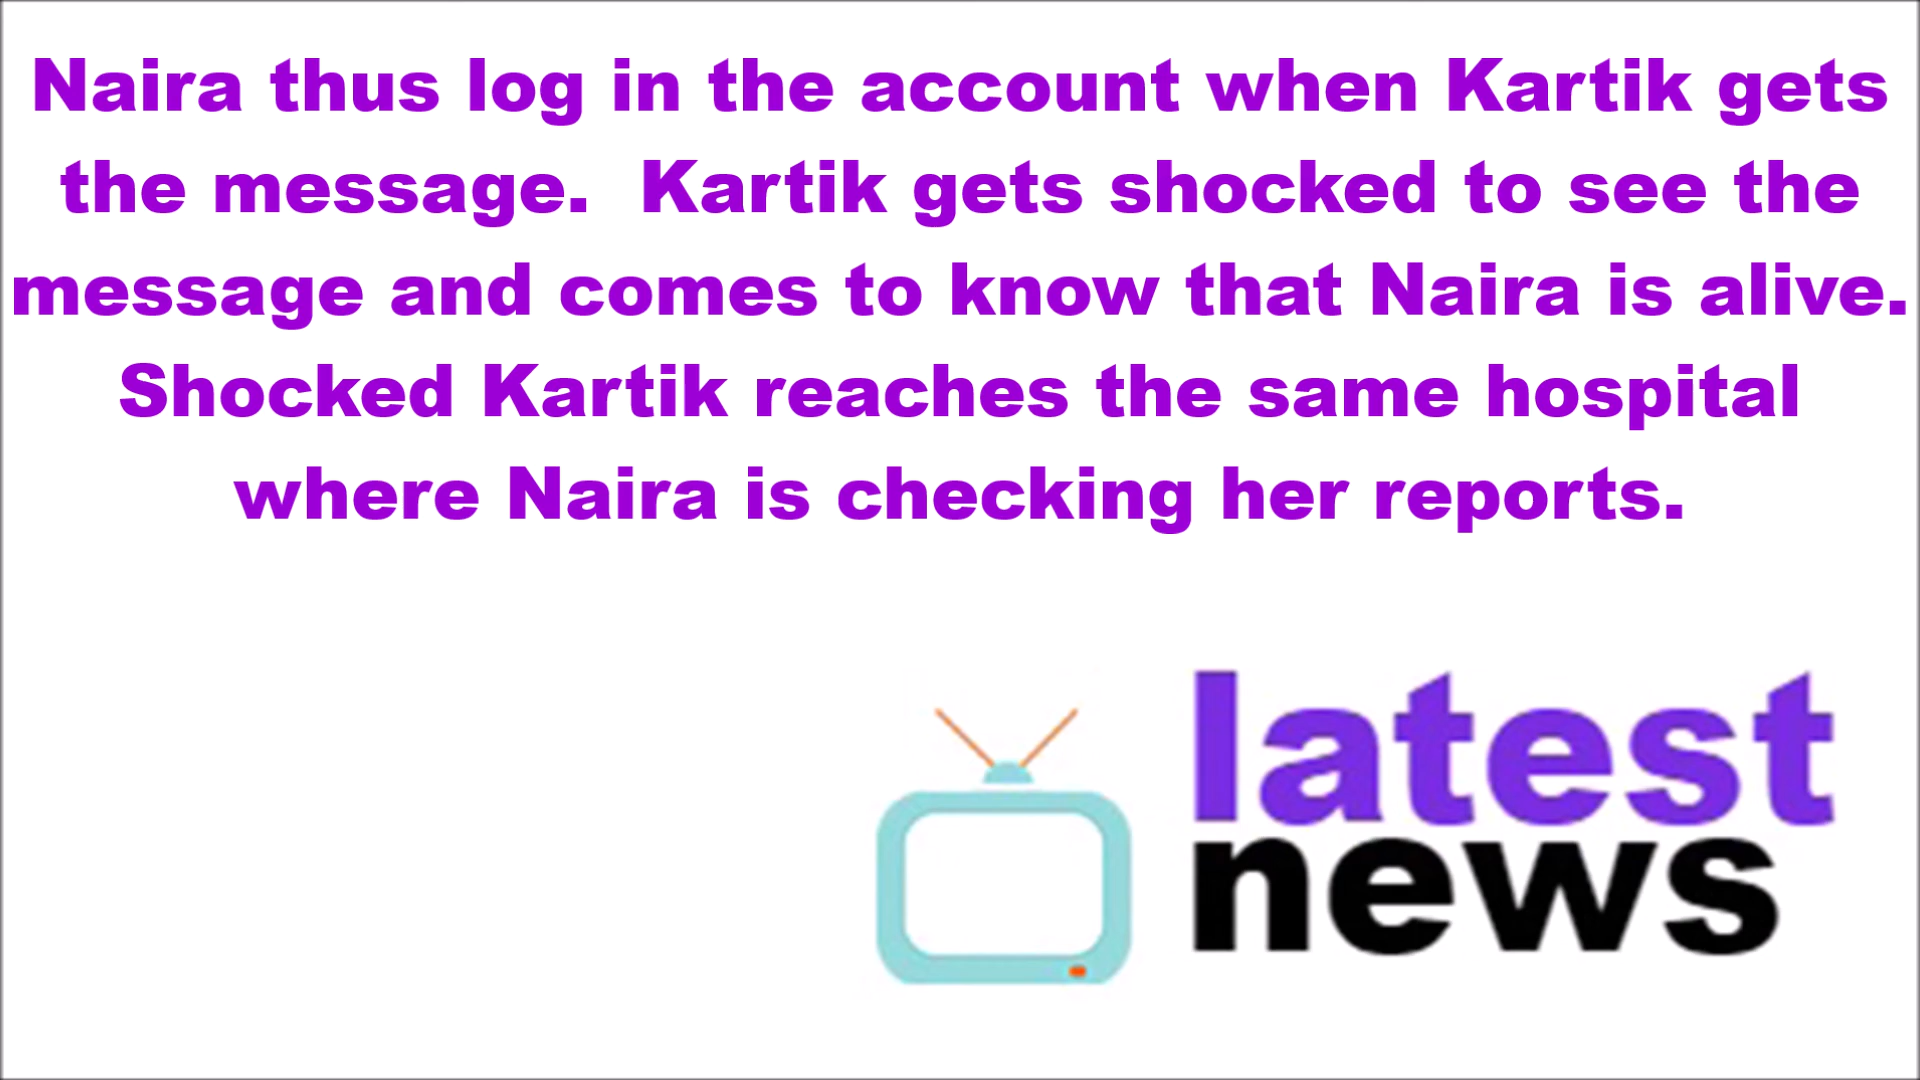 Naira thus log in the account when Kartik gets
the message.  Kartik gets shocked to see the
message and comes to know that Naira is alive.
Shocked Kartik reaches the same hospital
where Naira is checking her reports.
latest
news